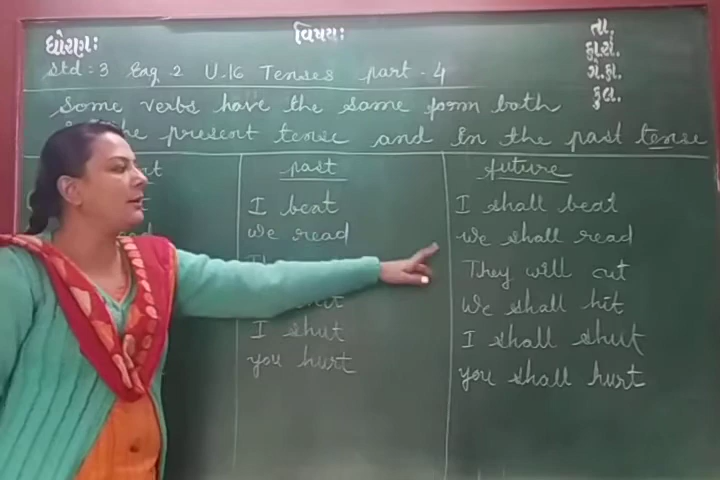 ધોરણ:
વિષય:
તા.
હા.સં.
ગે.હા.
કુલ.
Std : 3 Eng. 2 U.16 Tenses part - 4
Some verbs have the same form both
the present tense and In the past tense
past
future
I beat
I shall beat
We read
We shall read
They will cut
hit
We shall hit
I shut
I shall shut
you hurt
you shall hurt